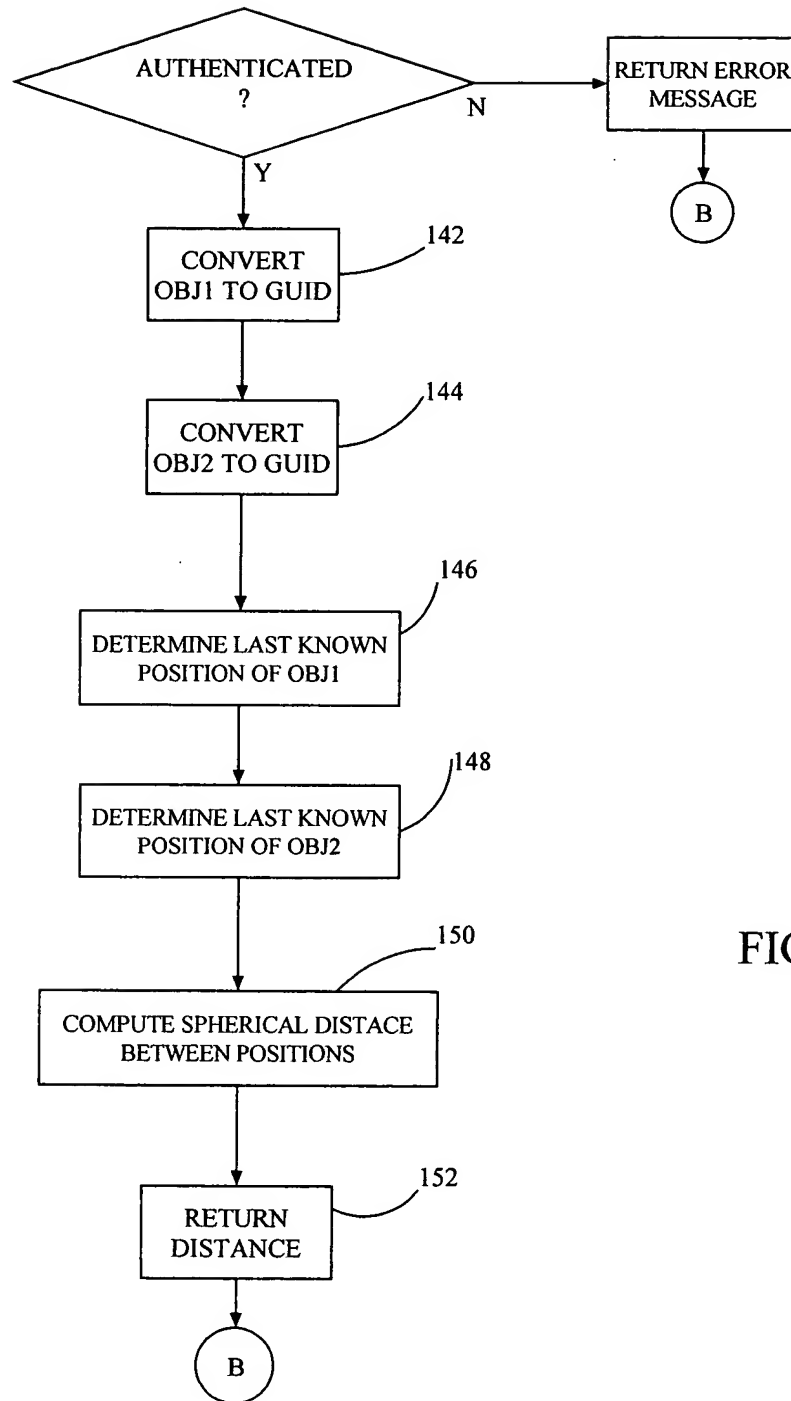 AUTHENTICATED
?
N
RETURN ERROR
MESSAGE
B
Y
142
CONVERT
OBJ1 TO GUID
144
CONVERT
OBJ2 TO GUID
146
DETERMINE LAST KNOWN
POSITION OF OBJ1
148
DETERMINE LAST KNOWN
POSITION OF OBJ2
150
COMPUTE SPHERICAL DISTACE
BETWEEN POSITIONS
152
RETURN
DISTANCE
B